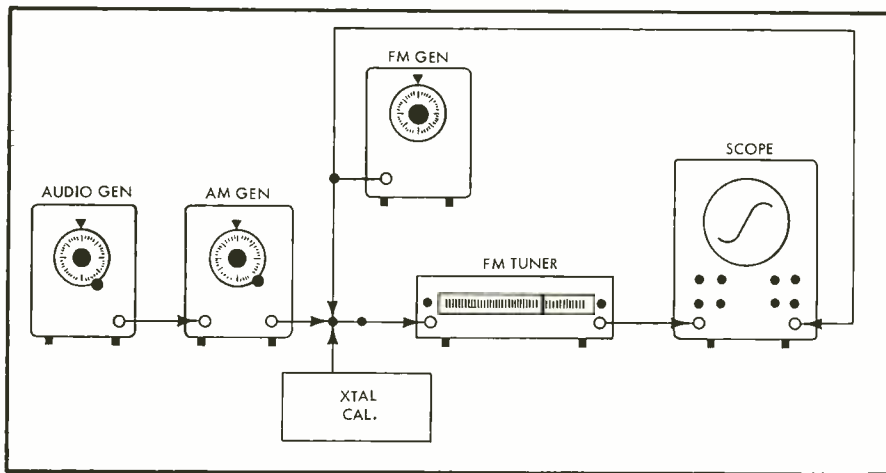 FM GEN
SCOPE
AUDIO GEN
AM GEN
FM TUNER
XTAL
CAL.